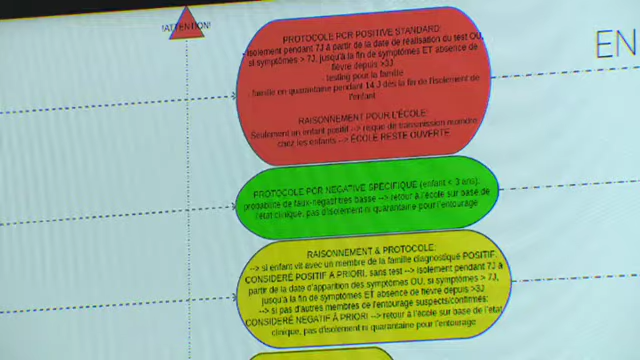 !ATTENTION!
EN
PROTOCOLE PCR POSITIVE STANDARD:
- Isolement pendant 7J à partir de la date de réalisation du test OU,
si symptômes > 7J, jusqu'à la fin de symptômes ET absence de
fièvre depuis >3J
- testing pour la famille
- famille en quarantaine pendant 14 J dès la fin de l'isolement de
l'enfant
RAISONNEMENT POUR L'ÉCOLE:
Seulement un enfant positif --> risque de transmission moindre
chez les enfants --> ÉCOLE RESTE OUVERTE
PROTOCOLE PCR NÉGATIVE SPÉCIFIQUE (enfant < 3 ans):
probabilité de faux-négatif très basse --> retour à l'école sur base de
l'état clinique, pas d'isolement ni quarantaine pour l'entourage
RAISONNEMENT & PROTOCOLE:
--> si enfant vit avec un membre de la famille diagnostiqué POSITIF:
CONSIDERÉ POSITIF À PRIORI, sans test --> isolement pendant 7J à
partir de la date d'apparition des symptômes OU, si symptômes > 7J,
jusqu'à la fin de symptômes ET absence de fièvre depuis >3J
--> si pas d'autres membres de l'entourage suspects/confirmés:
CONSIDERÉ NÉGATIF À PRIORI --> retour à l'école sur base de l'état
clinique, pas d'isolement ni quarantaine pour l'entourage